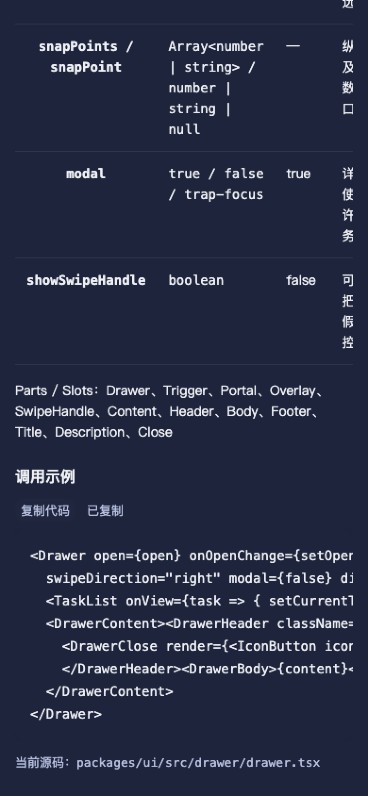 snapPoints /
snapPoint
Array<number
| string> /
number |
string |
null
—
纵
及
数
口
modal
true / false
/ trap-focus
true
详
使
许
务
showSwipeHandle
boolean
false
可
把
假
控
Parts / Slots：Drawer、Trigger、Portal、Overlay、
SwipeHandle、Content、Header、Body、Footer、
Title、Description、Close
调用示例
复制代码 已复制
<Drawer open={open} onOpenChange={setOpen
swipeDirection="right" modal={false} di
<TaskList onView={task => { setCurrentT
<DrawerContent><DrawerHeader className=
<DrawerClose render={<IconButton icon
</DrawerHeader><DrawerBody>{content}<
</DrawerContent>
</Drawer>
当前源码：packages/ui/src/drawer/drawer.tsx